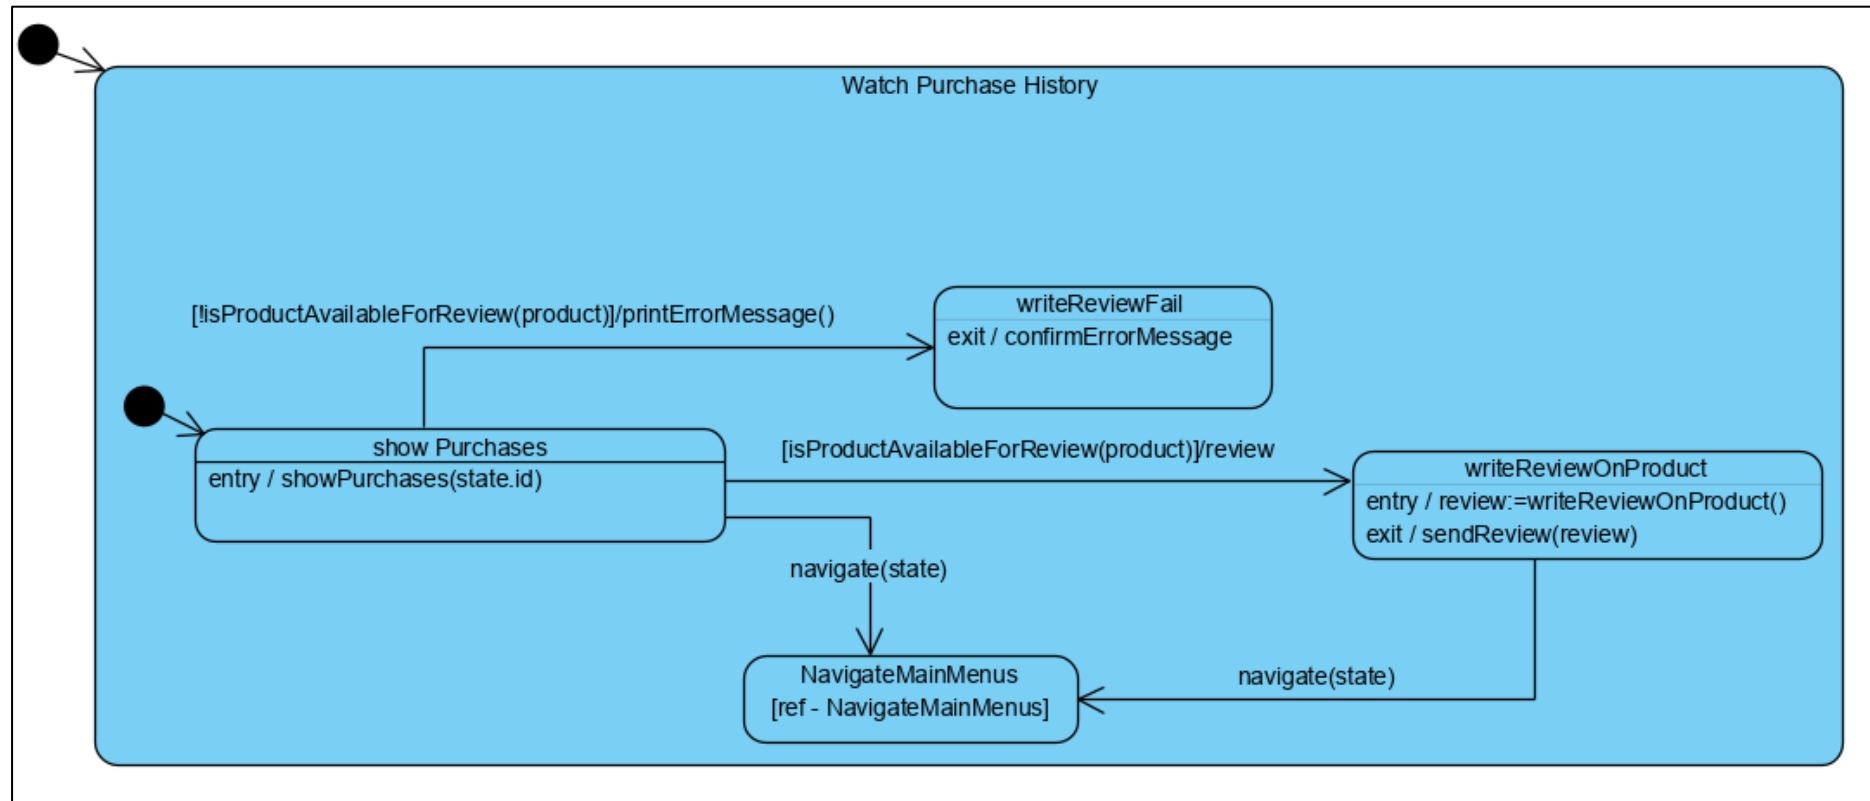 Watch Purchase History
[!isProductAvailableForReview(product)]/printErrorMessage()
writeReviewFail
exit / confirmErrorMessage
show Purchases
entry / showPurchases(state.id)
[isProductAvailableForReview(product)]/review
writeReviewOnProduct
entry / review:=writeReviewOnProduct()
exit / sendReview(review)
navigate(state)
NavigateMainMenus
[ref - NavigateMainMenus]
navigate(state)